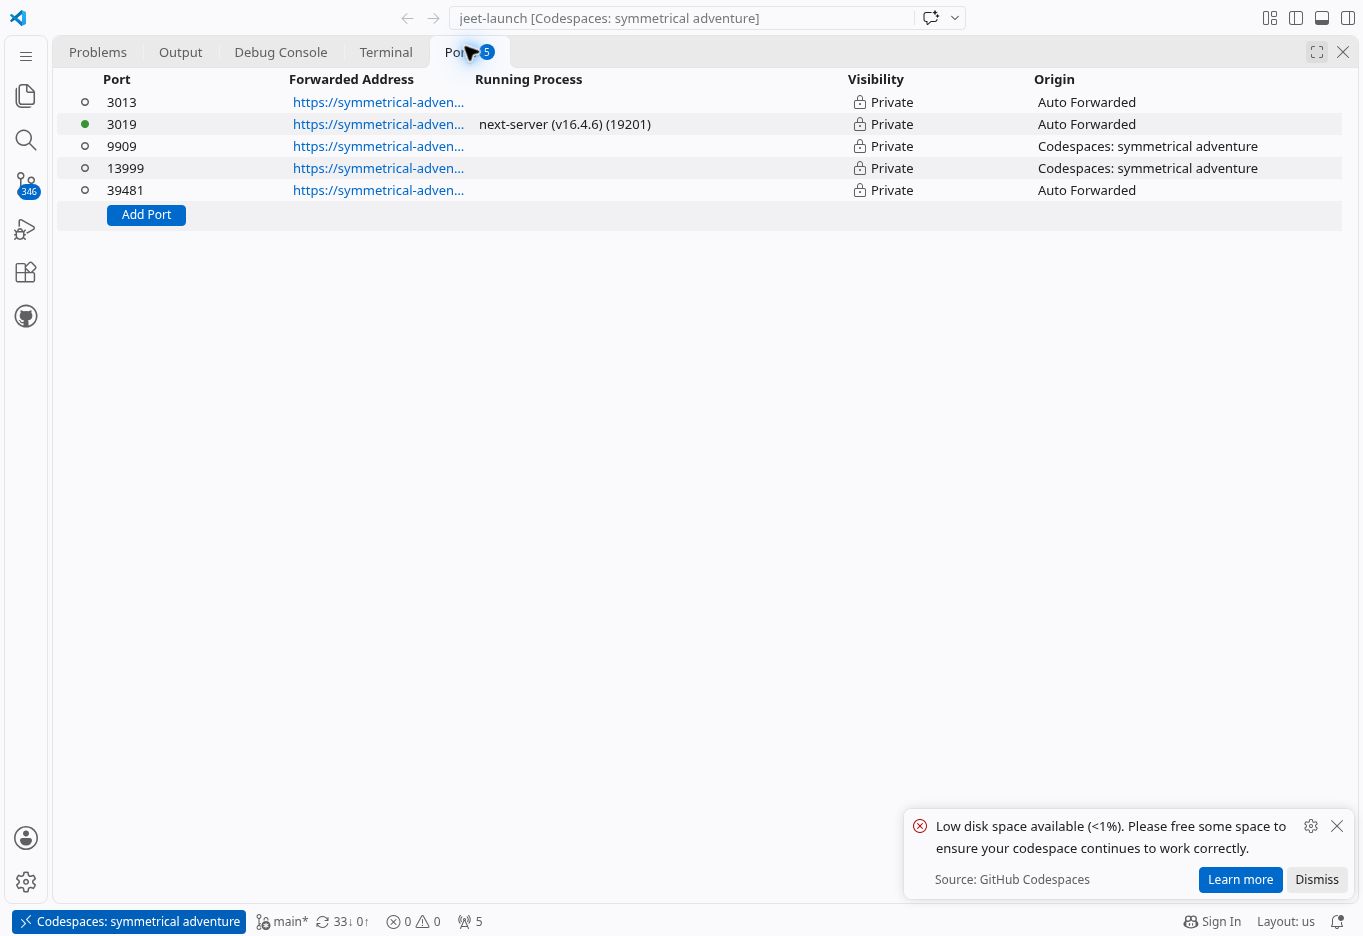 jeet-launch [Codespaces: symmetrical adventure]
Problems Output Debug Console Terminal 5
Port Forwarded Address Running Process Visibility Origin
3013 https://symmetrical-adven... Private Auto Forwarded
3019 https://symmetrical-adven... next-server (v16.4.6) (19201) Private Auto Forwarded
9909 https://symmetrical-adven... Private Codespaces: symmetrical adventure
13999 https://symmetrical-adven... Private Codespaces: symmetrical adventure
39481 https://symmetrical-adven... Private Auto Forwarded
Add Port
346
Low disk space available (<1%). Please free some space to
ensure your codespace continues to work correctly.
Source: GitHub Codespaces Learn more Dismiss
Codespaces: symmetrical adventure main* 33↓ 0↑ 0 0 5 Sign In Layout: us